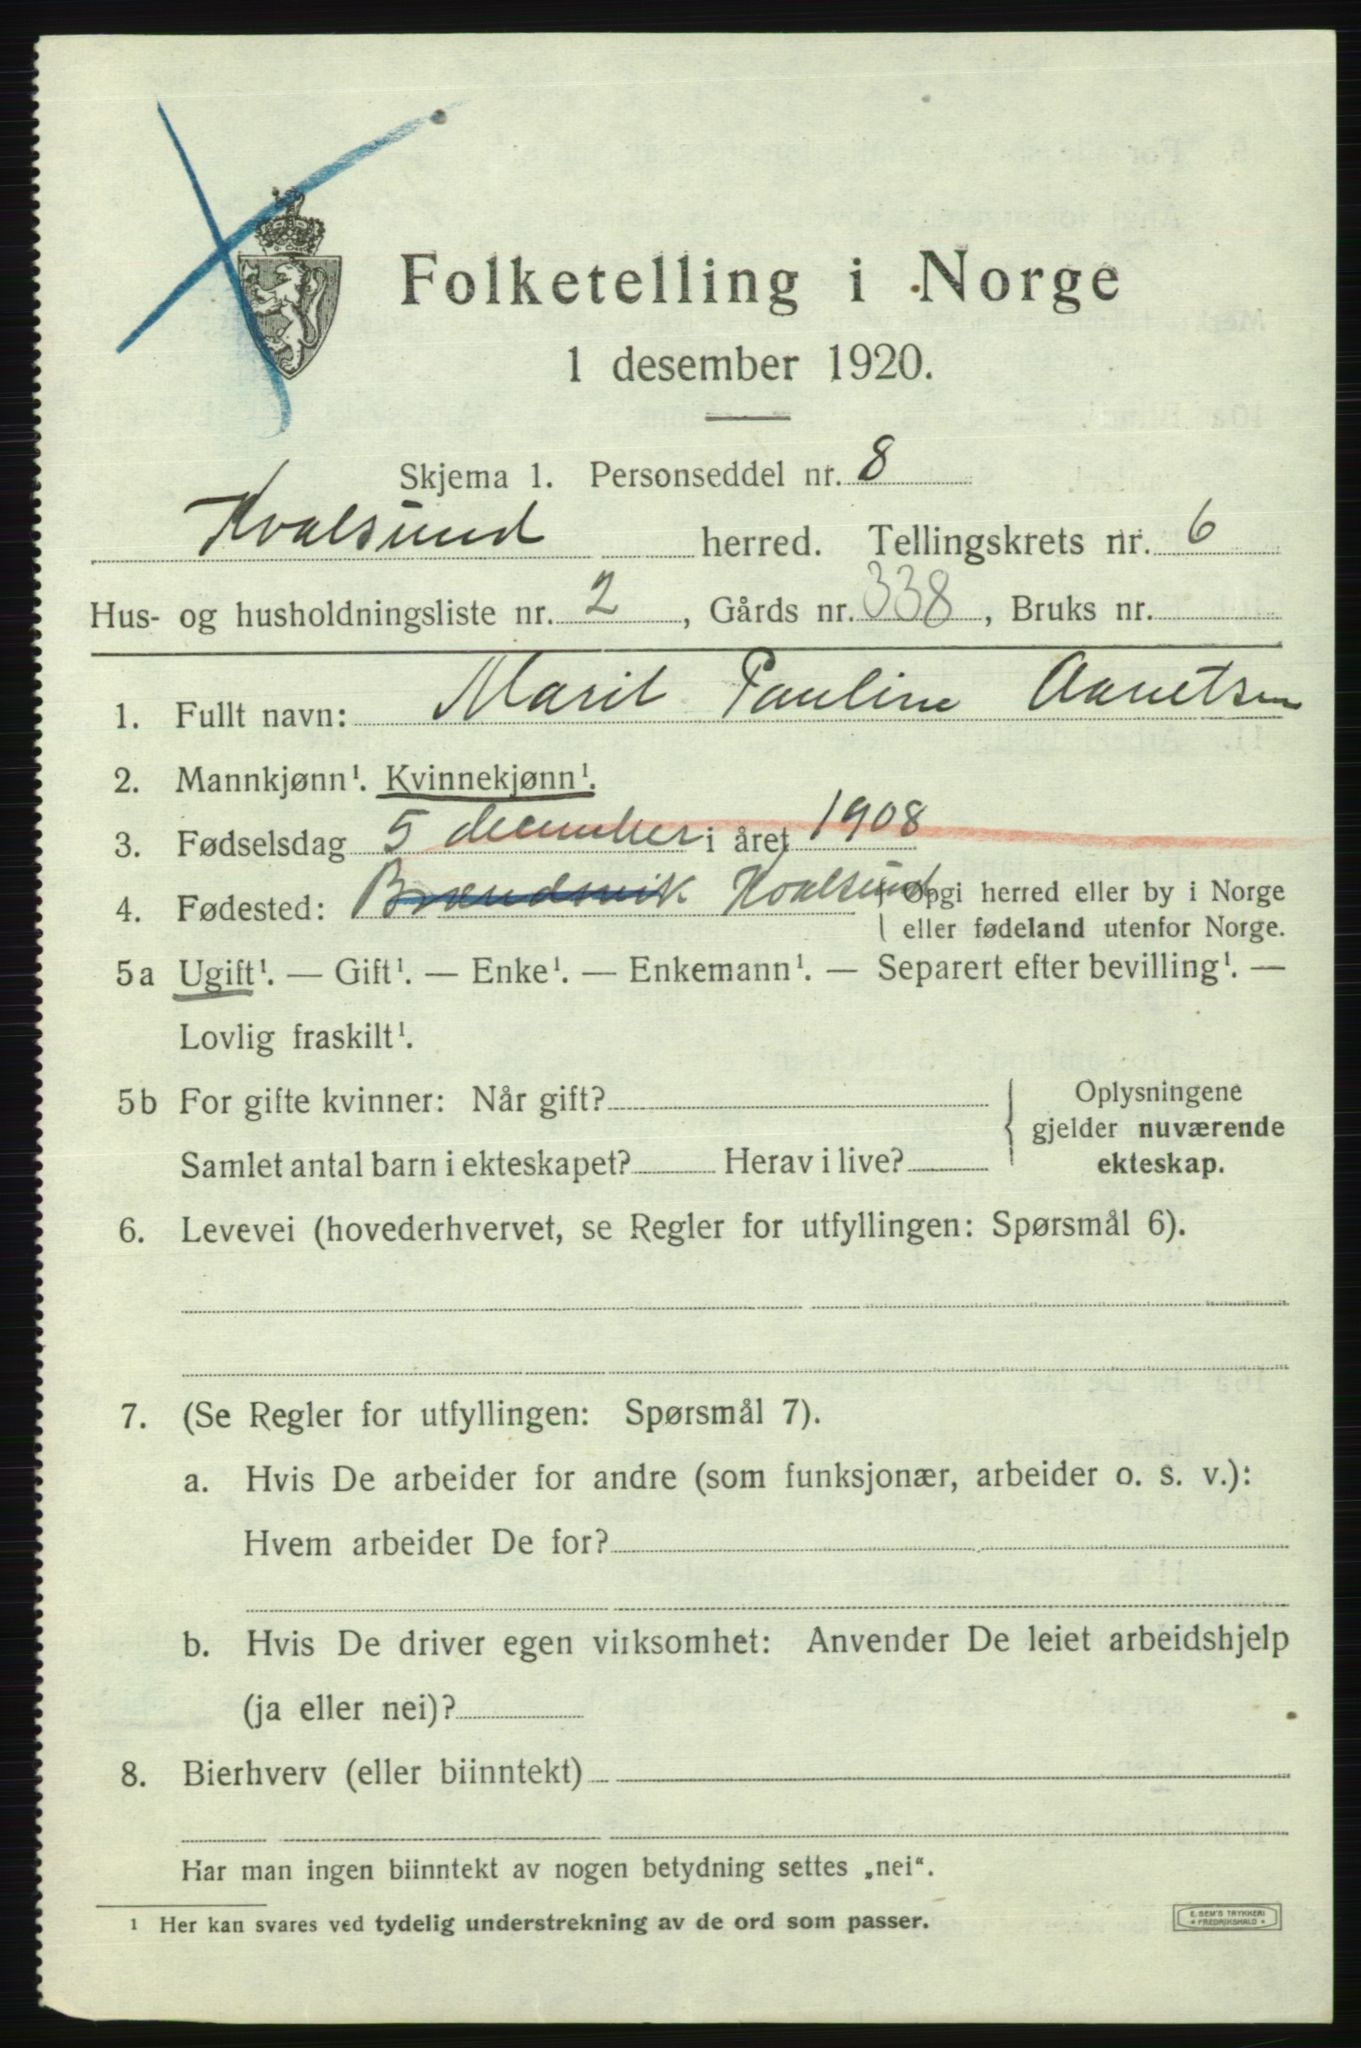 Folketelling i Norge
1 desember 1920.
Skjema 1. Personseddel nr. 8
Kvalsund herred. Tellingskrets nr. 6
Hus- og husholdningsliste nr. 2, Gårds nr. 338, Bruks nr.
1. Fullt navn: Marit Pauline
2. Mannkjønn¹. Kvinnekjønn¹.
3. Fødselsdag 5 december i året 1908
4. Fødested: Brændsvik Kvalsund { Opgi herred eller by i Norge
eller fødeland utenfor Norge.
5a Ugift¹. — Gift¹. — Enke¹. — Enkemann¹. — Separert efter bevilling¹. —
Lovlig fraskilt¹.
5b For gifte kvinner: Når gift?
Samlet antal barn i ekteskapet? Herav i live?
{ Oplysningene
gjelder nuværende
ekteskap.
6. Levevei (hovederhvervet, se Regler for utfyllingen: Spørsmål 6).
7. (Se Regler for utfyllingen: Spørsmål 7).
a. Hvis De arbeider for andre (som funksjonær, arbeider o. s. v.):
Hvem arbeider De for?
b. Hvis De driver egen virksomhet: Anvender De leiet arbeidshjelp
(ja eller nei)?
8. Bierhverv (eller biinntekt)
Har man ingen biinntekt av nogen betydning settes „nei“.
¹ Her kan svares ved tydelig understrekning av de ord som passer.
E. SEM'S TRYKKERI
* FREDRIKSHALD *